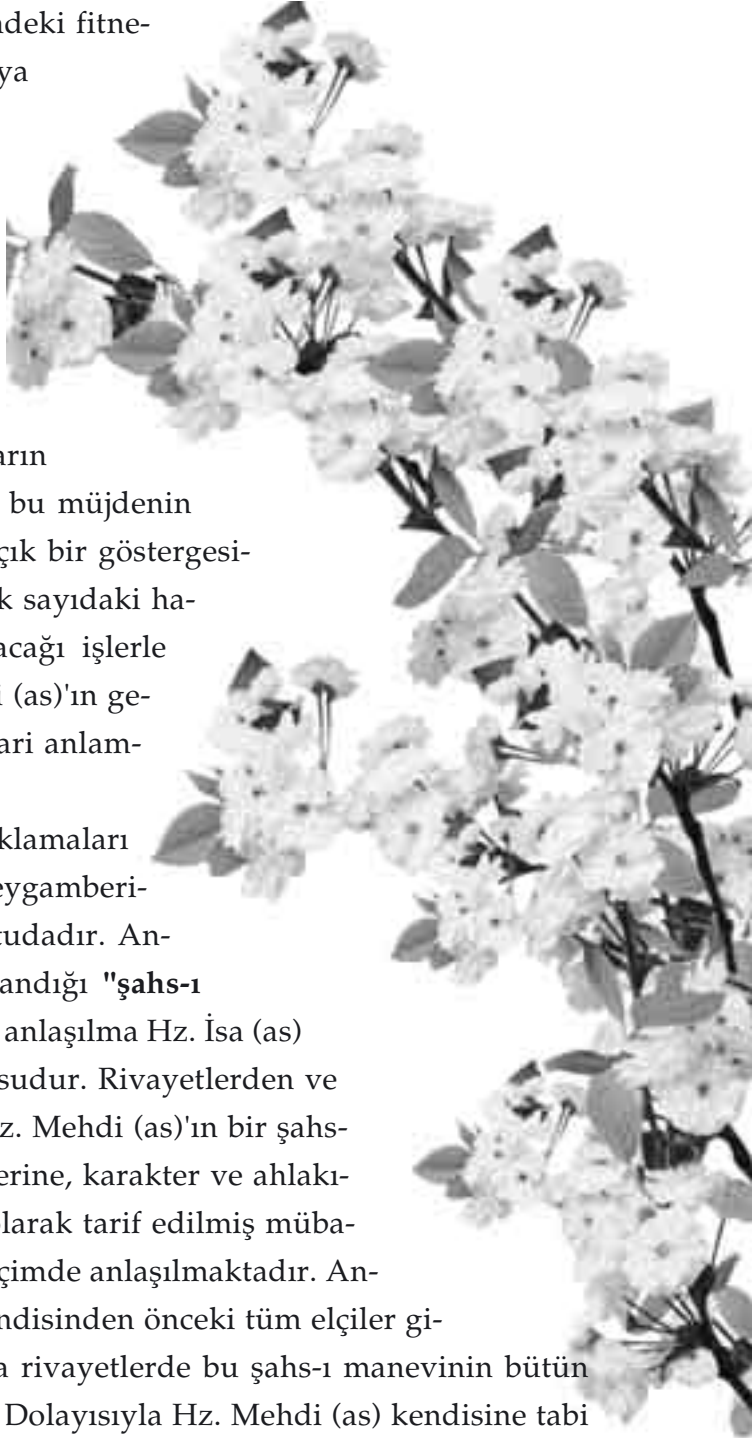 ndeki fitne-
ya
arın
bu müjdenin
çık bir göstergesi-
k sayıdaki ha-
acağı işlerle
i (as)'ın ge-
ari anlam-
klamaları
eygamberi-
tudadır. An-
andığı "şahs-ı
anlaşılma Hz. İsa (as)
sudur. Rivayetlerden ve
z. Mehdi (as)'ın bir şahs-
erine, karakter ve ahlakı-
olarak tarif edilmiş müba-
çimde anlaşılmaktadır. An-
ndisinden önceki tüm elçiler gi-
a rivayetlerde bu şahs-ı manevinin bütün
Dolayısıyla Hz. Mehdi (as) kendisine tabi